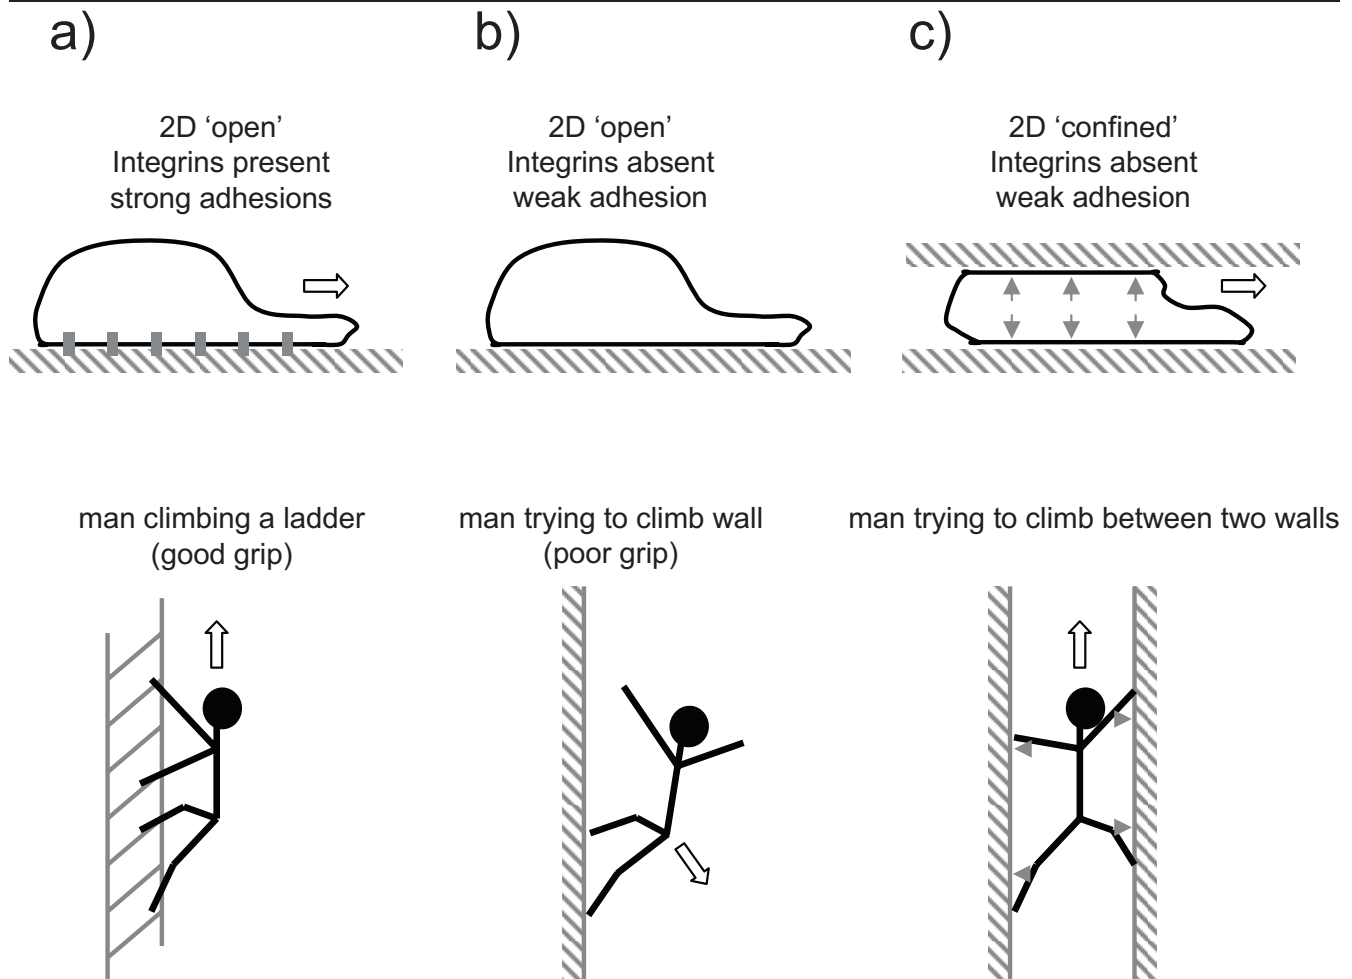 a)
2D ‘open’
Integrins present
strong adhesions
b)
2D ‘open’
Integrins absent
weak adhesion
c)
2D ‘confined’
Integrins absent
weak adhesion
man climbing a ladder
(good grip)
man trying to climb wall
(poor grip)
man trying to climb between two walls